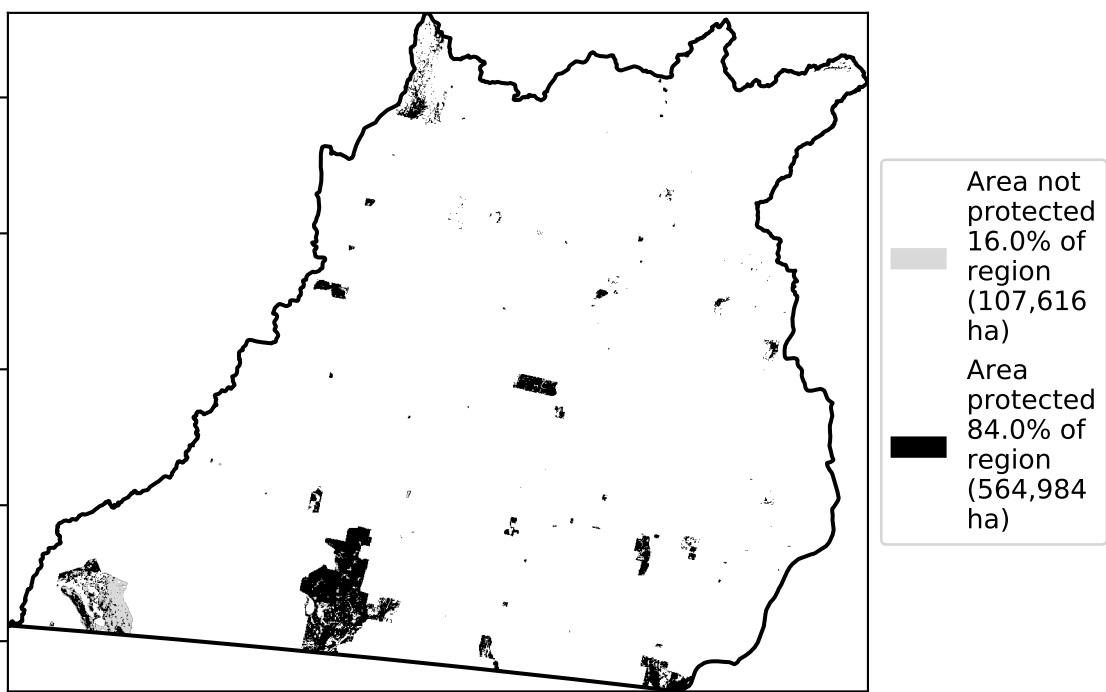 Area not
protected
16.0% of
region
(107,616
ha)
Area
protected
84.0% of
region
(564,984
ha)